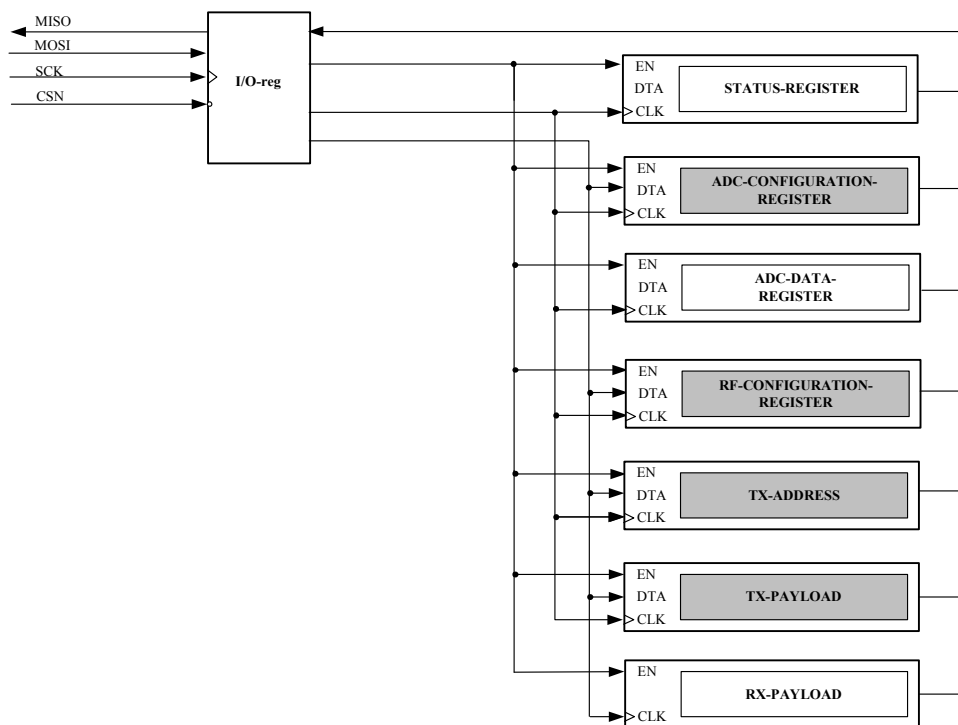 MISO
MOSI
SCK
CSN
I/O-reg
EN
DTA
CLK
STATUS-REGISTER
EN
DTA
CLK
ADC-CONFIGURATION-
REGISTER
EN
DTA
CLK
ADC-DATA-
REGISTER
EN
DTA
CLK
RF-CONFIGURATION-
REGISTER
EN
DTA
CLK
TX-ADDRESS
EN
DTA
CLK
TX-PAYLOAD
EN
CLK
RX-PAYLOAD